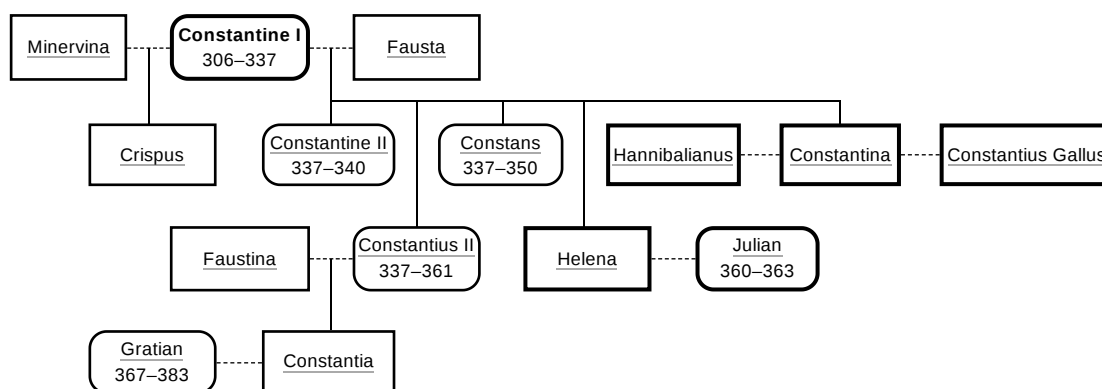 Minervina
Constantine I
306–337
Fausta
Crispus
Constantine II
337–340
Constans
337–350
Hannibalianus
Constantina
Constantius Gallus
Faustina
Constantius II
337–361
Helena
Julian
360–363
Gratian
367–383
Constantia